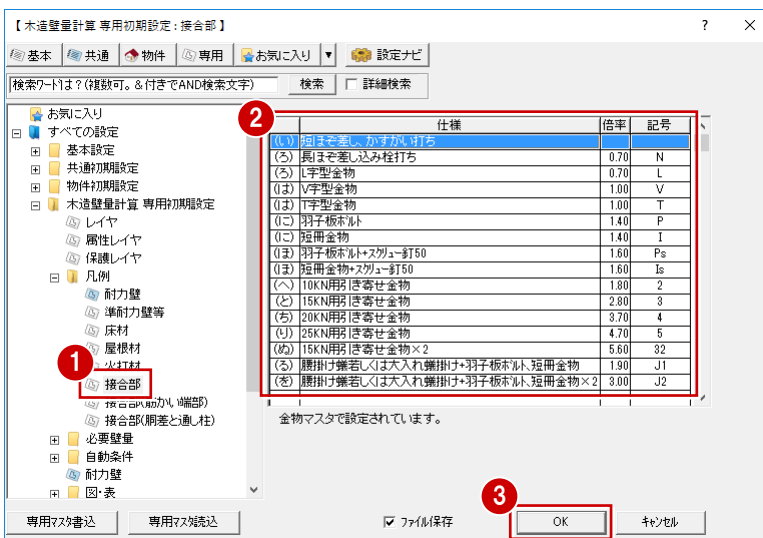 【 木造壁量計算 専用初期設定 : 接合部 】 ? ×
基本 共通 物件 専用 お気に入り ▼ 設定ナビ
検索ワードは？(複数可。&付きでAND検索文字) 検索 詳細検索
お気に入り
すべての設定
基本設定
共通初期設定
物件初期設定
木造壁量計算 専用初期設定
レイヤ
属性レイヤ
保護レイヤ
凡例
耐力壁
準耐力壁等
床材
屋根材
火打材
接合部
接合部(筋かい端部)
接合部(胴差と通し柱)
必要壁量
自動条件
耐力壁
図・表
1
2
仕様 倍率 記号
(い) 短ほぞ差し、かすがい打ち
(ろ) 長ほぞ差し込み栓打ち 0.70 N
(ろ) L字型金物 0.70 L
(は) V字型金物 1.00 V
(は) T字型金物 1.00 T
(に) 羽子板ボルト 1.40 P
(に) 短冊金物 1.40 I
(ほ) 羽子板ボルト+スクリュー釘50 1.60 Ps
(ほ) 短冊金物+スクリュー釘50 1.60 Is
(へ) 10KN用引き寄せ金物 1.80 2
(と) 15KN用引き寄せ金物 2.80 3
(ち) 20KN用引き寄せ金物 3.70 4
(り) 25KN用引き寄せ金物 4.70 5
(ぬ) 15KN用引き寄せ金物×2 5.60 32
(る) 腰掛け蟻若しくは大入れ蟻掛け+羽子板ボルト、短冊金物 1.90 J1
(を) 腰掛け蟻若しくは大入れ蟻掛け+羽子板ボルト、短冊金物×2 3.00 J2
金物マスタで設定されています。
3
専用マスタ書込 専用マスタ読込 ファイル保存 OK キャンセル